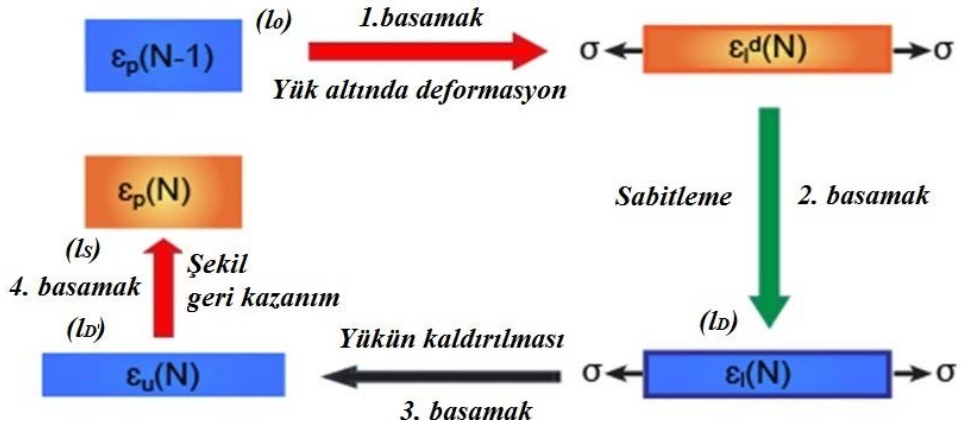 (l₀)
1.basamak
εₚ(N-1)
σ
εₗᵈ(N)
σ
Yük altında deformasyon
εₚ(N)
Sabitleme
2. basamak
(lS)
Şekil
4. basamak
geri kazanım
(lD')
(lD)
Yükün kaldırılması
εᵤ(N)
σ
εₗ(N)
σ
3. basamak